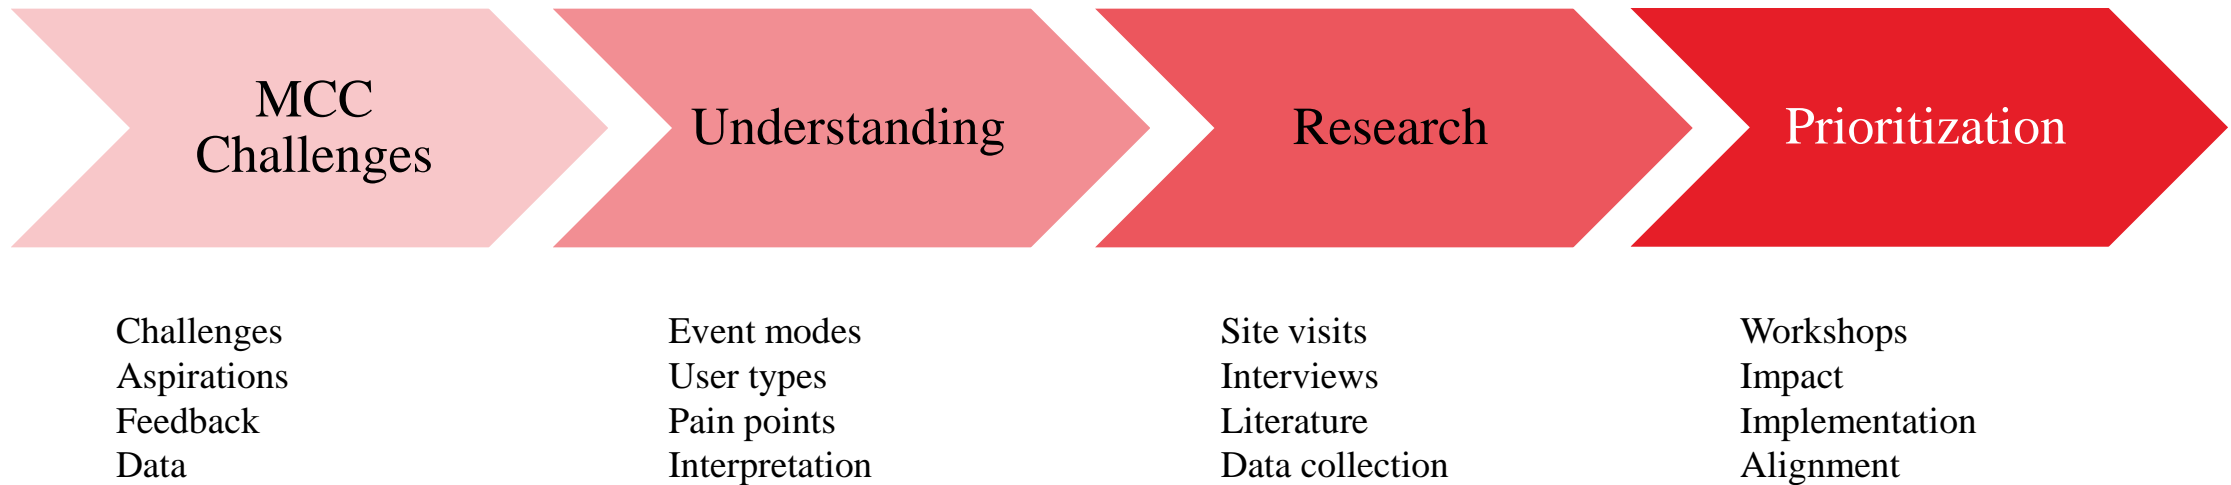 MCC
Challenges
Understanding
Research
Prioritization
Challenges
Aspirations
Feedback
Data
Event modes
User types
Pain points
Interpretation
Site visits
Interviews
Literature
Data collection
Workshops
Impact
Implementation
Alignment